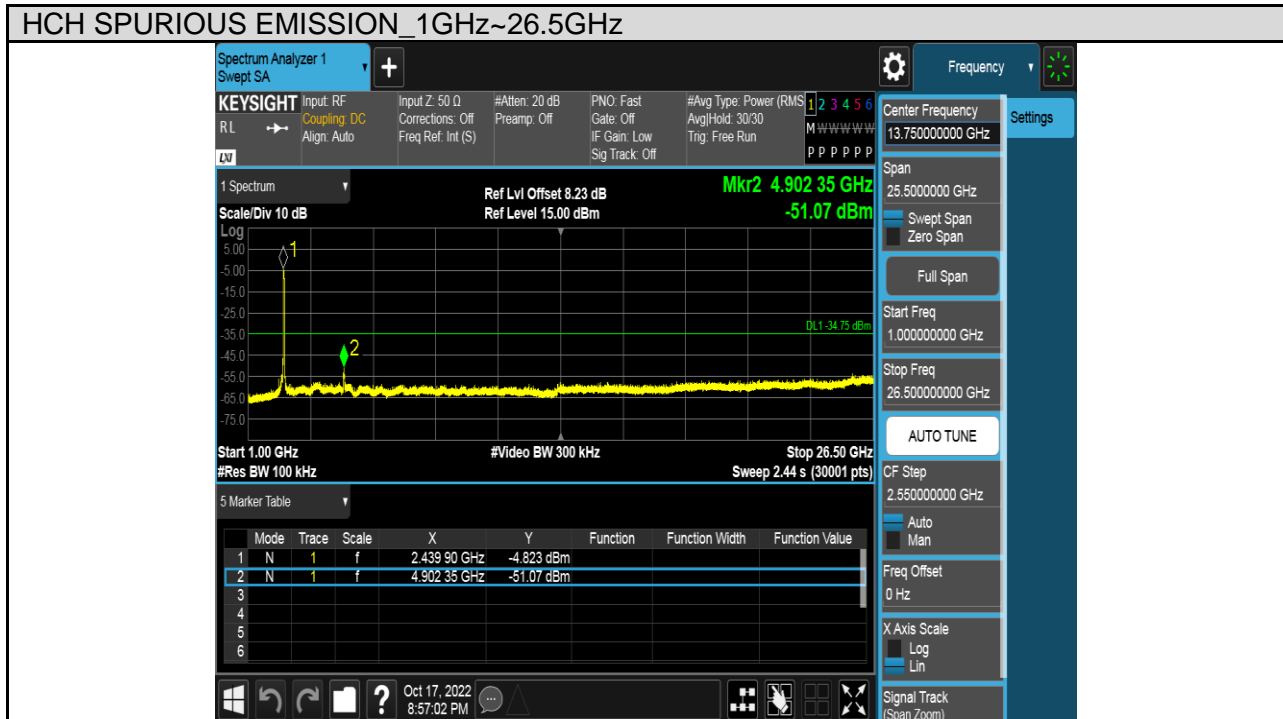 HCH SPURIOUS EMISSION_1GHz~26.5GHz
Spectrum Analyzer 1
Swept SA
+
Frequency
KEYSIGHT
RL
LXI
Input: RF
Coupling: DC
Align: Auto
Input Z: 50 Ω
Corrections: Off
Freq Ref: Int (S)
#Atten: 20 dB
Preamp: Off
PNO: Fast
Gate: Off
IF Gain: Low
Sig Track: Off
#Avg Type: Power (RMS
Avg|Hold: 30/30
Trig: Free Run
1 2 3 4 5 6
M W W W W W
P P P P P P
1 Spectrum
Scale/Div 10 dB
Ref Lvl Offset 8.23 dB
Ref Level 15.00 dBm
Mkr2 4.902 35 GHz
-51.07 dBm
Log
5.00
-5.00
-15.0
-25.0
-35.0
-45.0
-55.0
-65.0
-75.0
1
2
DL1 -34.75 dBm
Start 1.00 GHz
#Video BW 300 kHz
Stop 26.50 GHz
#Res BW 100 kHz
Sweep 2.44 s (30001 pts)
5 Marker Table
Mode Trace Scale X Y Function Function Width Function Value
1 N 1 f 2.439 90 GHz -4.823 dBm
2 N 1 f 4.902 35 GHz -51.07 dBm
3
4
5
6
Oct 17, 2022
8:57:02 PM
?
Center Frequency
13.75000000 GHz
Settings
Span
25.5000000 GHz
Swept Span
Zero Span
Full Span
Start Freq
1.000000000 GHz
Stop Freq
26.500000000 GHz
AUTO TUNE
CF Step
2.550000000 GHz
Auto
Man
Freq Offset
0 Hz
X Axis Scale
Log
Lin
Signal Track
(Span Zoom)